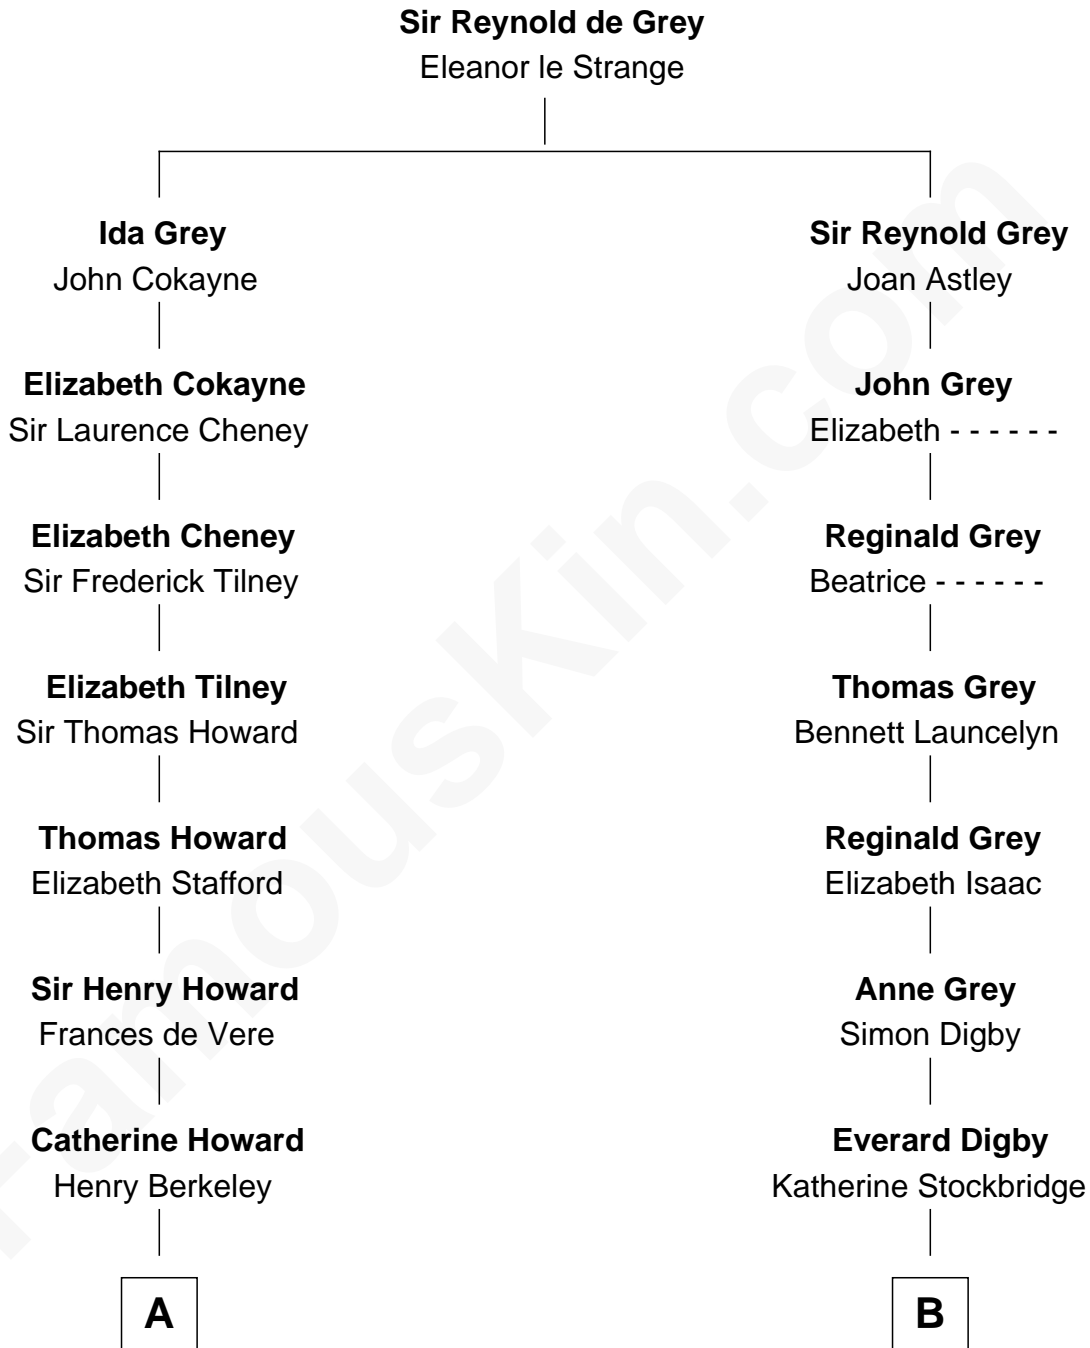 Sir Reynold de Grey
Eleanor le Strange
Ida Grey
John Cokayne
Sir Reynold Grey
Joan Astley
Elizabeth Cokayne
Sir Laurence Cheney
John Grey
Elizabeth - - - - - -
Elizabeth Cheney
Sir Frederick Tilney
Reginald Grey
Beatrice - - - - - -
Elizabeth Tilney
Sir Thomas Howard
Thomas Grey
Bennett Launcelyn
Thomas Howard
Elizabeth Stafford
Reginald Grey
Elizabeth Isaac
Sir Henry Howard
Frances de Vere
Anne Grey
Simon Digby
Catherine Howard
Henry Berkeley
Everard Digby
Katherine Stockbridge
A
B
FamousKin.com